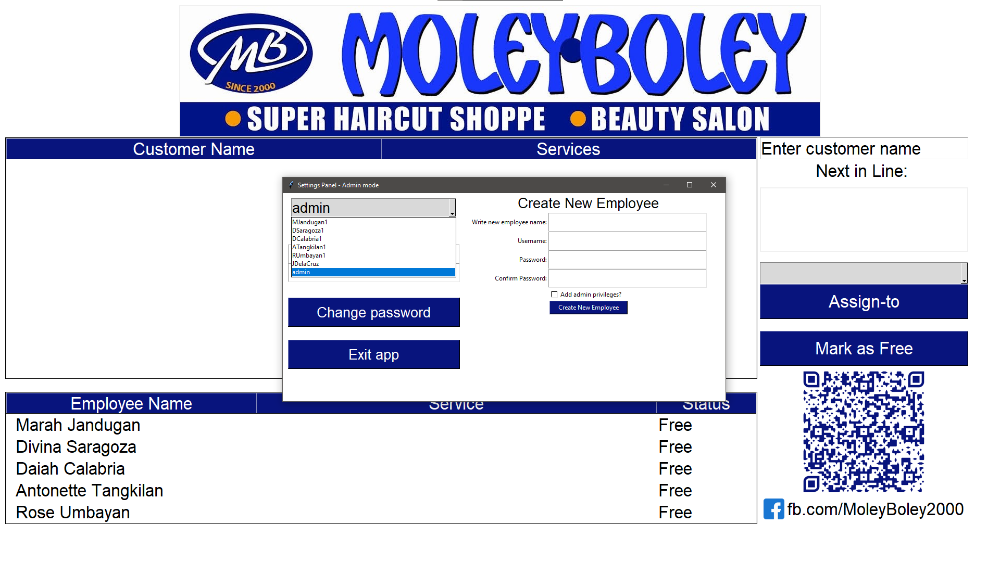 MB
SINCE 2000
MOLEY BOLEY
SUPER HAIRCUT SHOPPE BEAUTY SALON
Customer Name Services
Enter customer name
Next in Line:
Settings Panel - Admin mode
admin
MJandugan1
DSaragoza1
DCalabria1
ATangkilan1
RUmbayan1
JDelaCruz
admin
Change password
Exit app
Create New Employee
Write new employee name:
Username:
Password:
Confirm Password:
Add admin privileges?
Create New Employee
Assign-to
Mark as Free
Employee Name Service Status
Marah Jandugan Free
Divina Saragoza Free
Daiah Calabria Free
Antonette Tangkilan Free
Rose Umbayan Free
fb.com/MoleyBoley2000